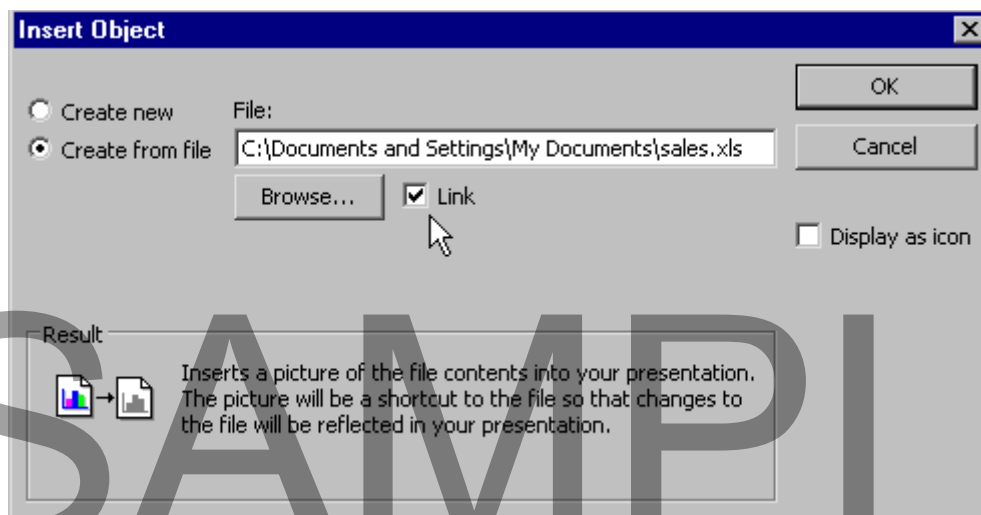 Insert Object
OK
Create new File:
Create from file C:\Documents and Settings\My Documents\sales.xls Cancel
Browse... Link
Display as icon
Result
Inserts a picture of the file contents into your presentation.
The picture will be a shortcut to the file so that changes to
the file will be reflected in your presentation.
SAMPL